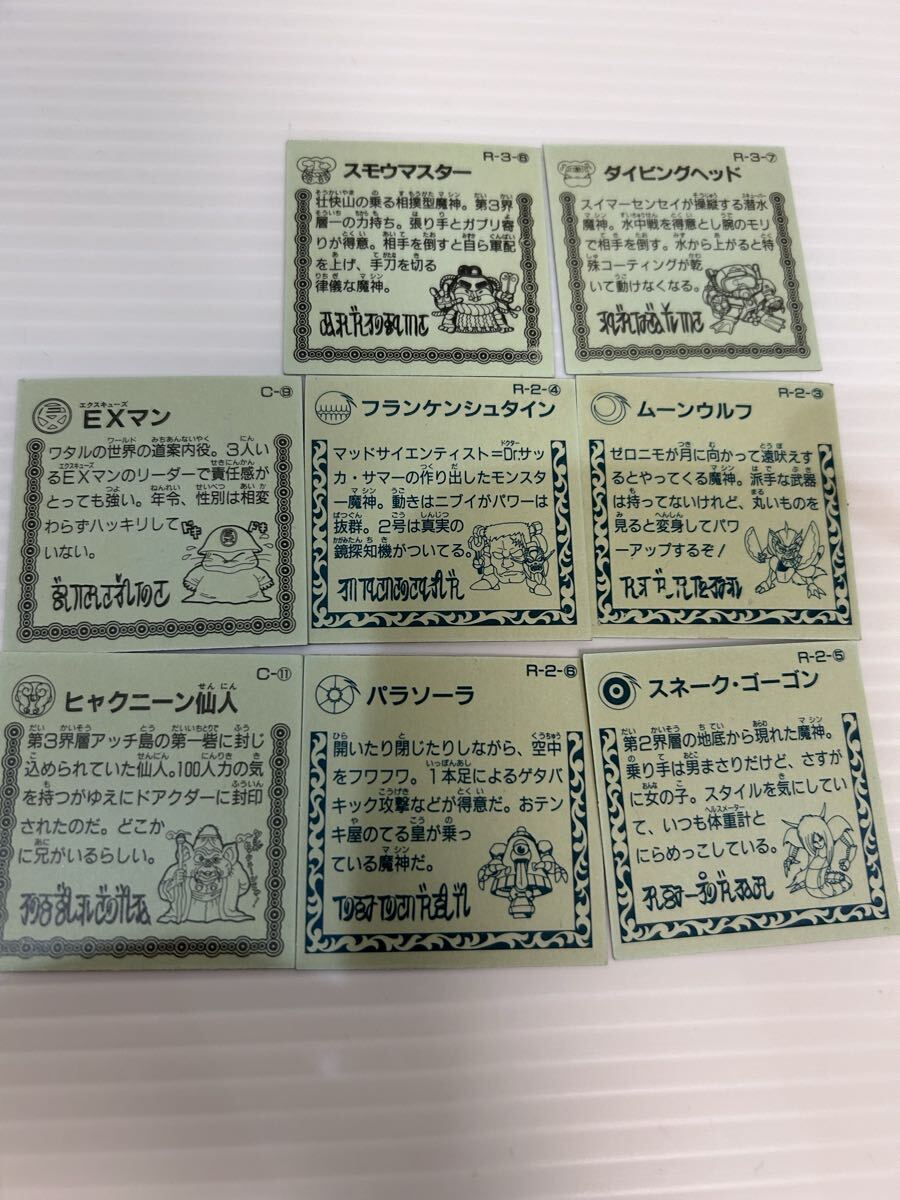 R-3-⑥
スモウマスター
壮快山の乗る相撲型魔神。第3界
層一の力持ち。張り手とガブリ寄
りが得意。相手を倒すと自ら軍配
を上げ、手刀を切る
律儀な魔神。
R-3-⑦
ダイビングヘッド
スイマーセンセイが操縦する潜水
魔神。水中戦を得意とし腕のモリ
で相手を倒す。水から上がると特
殊コーティングが乾
いて動けなくなる。
C-⑨
エクスキューズ
EXマン
ワタルの世界の道案内役。3人い
るEXマンのリーダーで責任感が
とっても強い。年令、性別は相変
わらずハッキリして
いない。
ドキ
ドキ
R-2-④
フランケンシュタイン
マッドサイエンティスト=Dr.サッ
カ・サマーの作り出したモンスタ
ー魔神。動きはニブイがパワーは
抜群。2号は真実の
鏡探知機がついてる。
R-2-③
ムーンウルフ
ゼロニモが月に向かって遠吠えす
るとやってくる魔神。派手な武器
は持ってないけれど、丸いものを
見ると変身してパワ
ーアップするぞ!
C-⑪
ヒャクニーン仙人
第3界層アッチ島の第一砦に封じ
込められていた仙人。100人力の気
を持つがゆえにドアクダーに封印
されたのだ。どこか
に兄がいるらしい。
R-2-⑥
パラソーラ
開いたり閉じたりしながら、空中
をフワフワ。1本足によるゲタバ
キック攻撃などが得意だ。おテン
キ屋のてる皇が乗っ
ている魔神だ。
R-2-⑤
スネーク・ゴーゴン
第2界層の地底から現れた魔神。
乗り手は男まさりだけど、さすが
に女の子。スタイルを気にしてい
て、いつも体重計と
にらめっこしている。